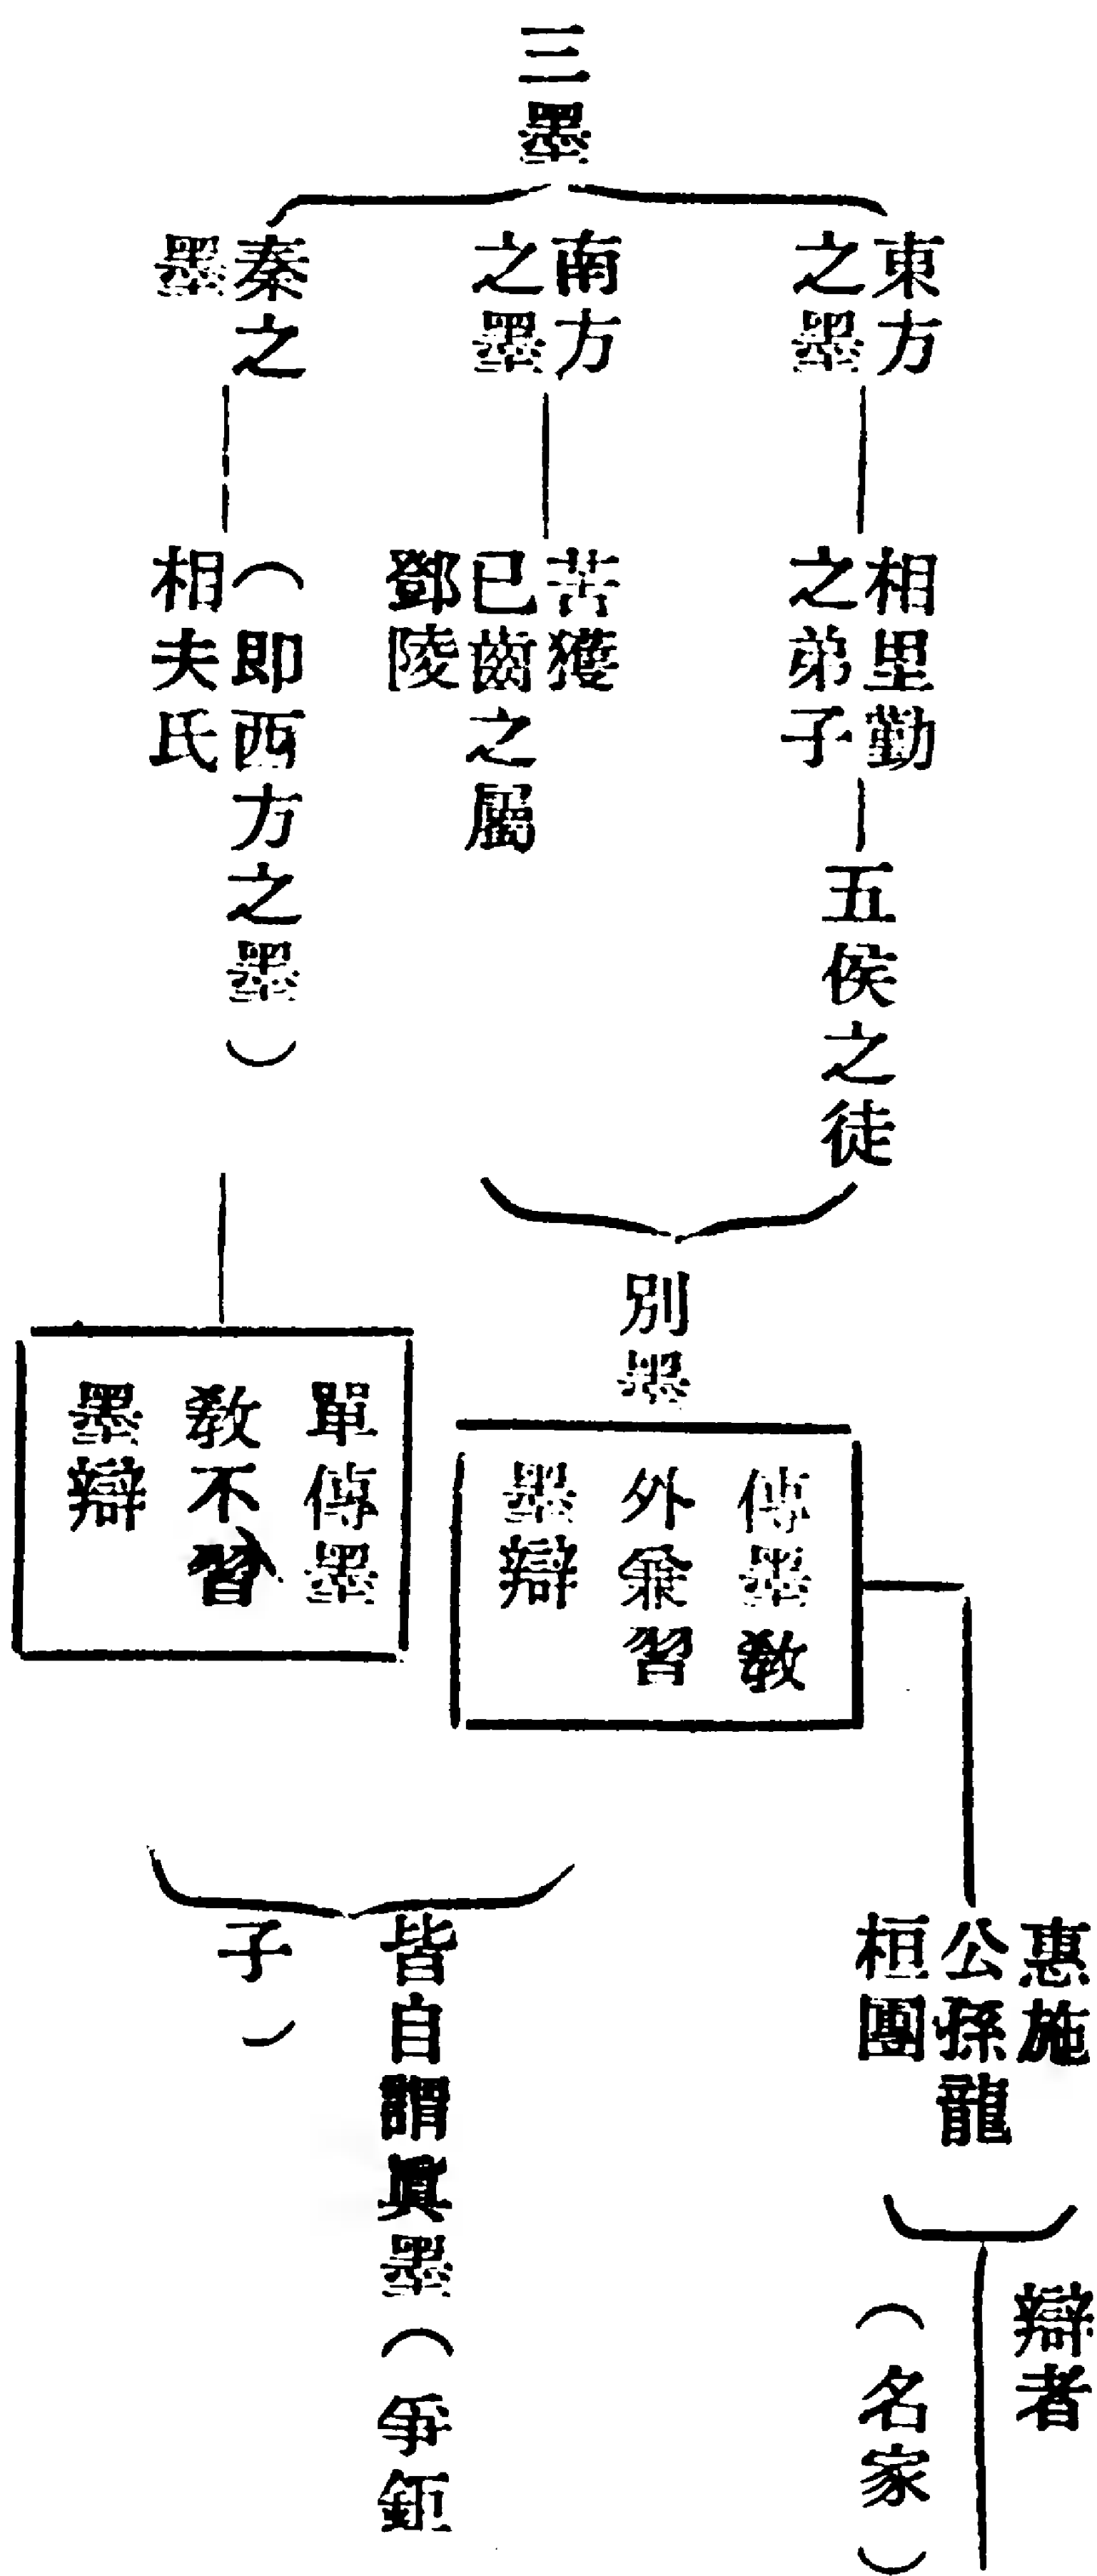 三墨
東方
之墨
相里勤
之弟子
五侯之徒
南方
之墨
苦獲
已齒之屬
鄧陵
別墨
傳墨教
外兼習
墨辯
惠施
公孫龍
桓團
辯者
（名家）
秦之
墨
（即西方之墨）
相夫氏
單傳墨
教不習
墨辯
皆自謂眞墨（爭鉅
子）